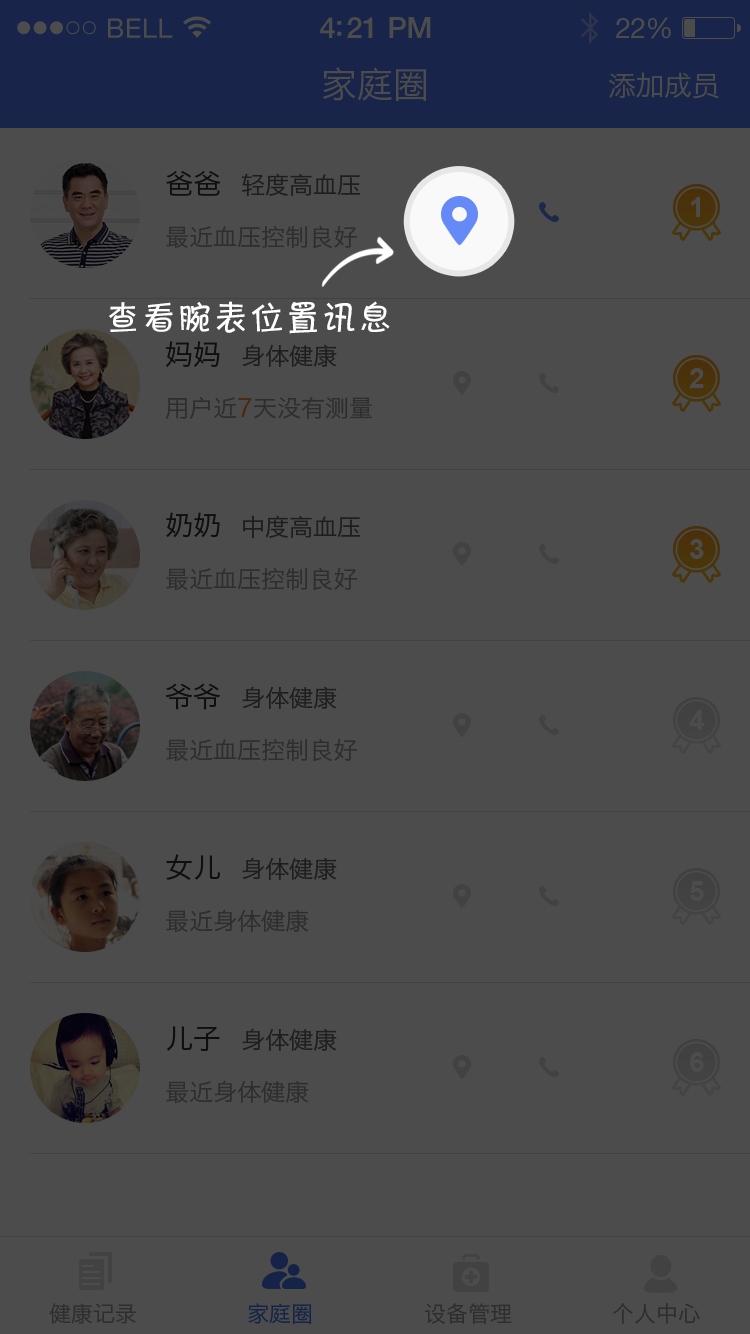 BELL 4:21 PM 22%
家庭圈 添加成员
爸爸 轻度高血压
最近血压控制良好
1
查看腕表位置讯息
妈妈 身体健康
用户近7天没有测量
2
奶奶 中度高血压
最近血压控制良好
3
爷爷 身体健康
最近血压控制良好
4
女儿 身体健康
最近身体健康
5
儿子 身体健康
最近身体健康
6
健康记录 家庭圈 设备管理 个人中心